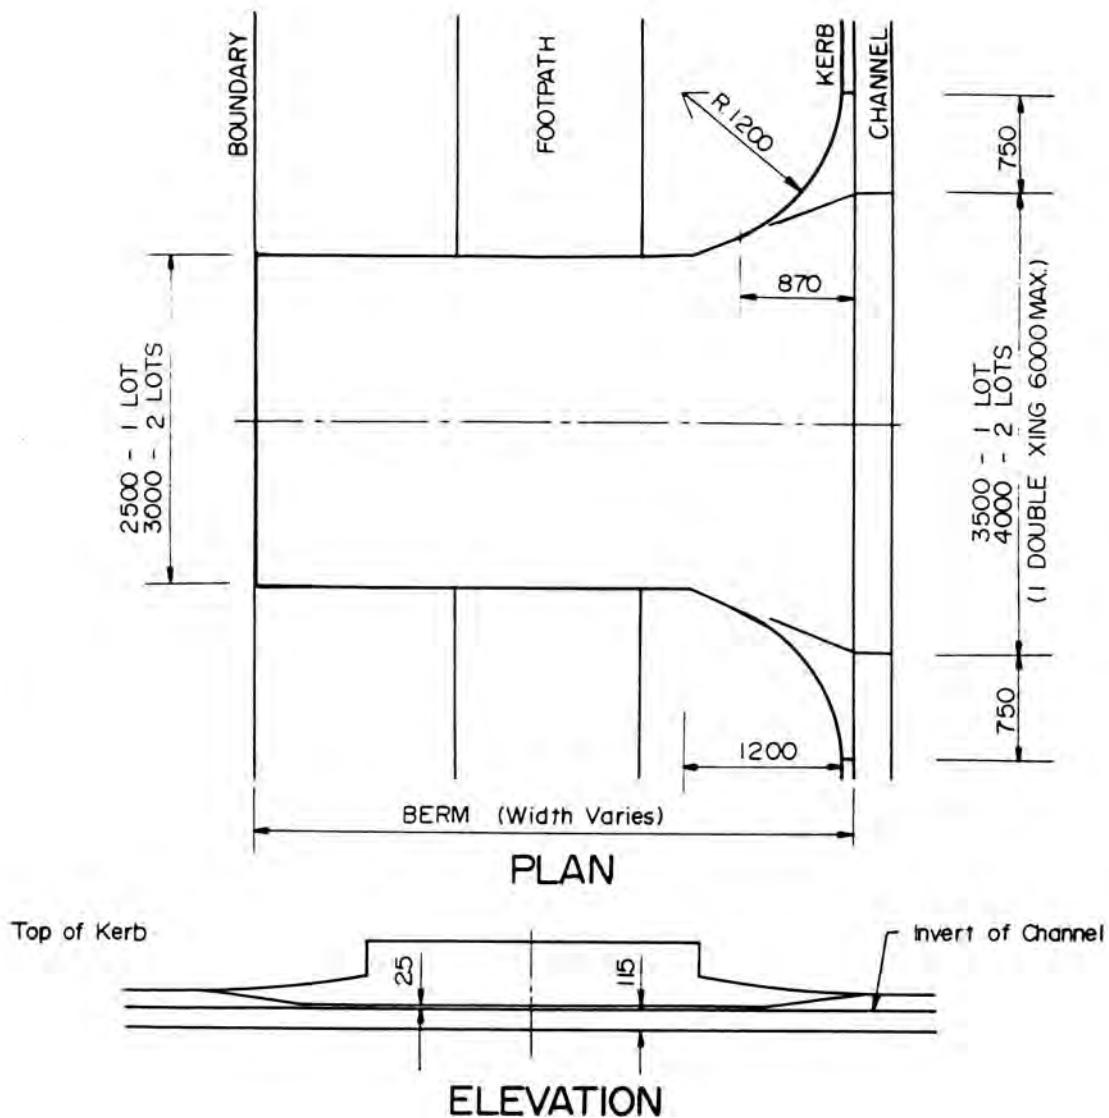 BOUNDARY
FOOTPATH
KERB
CHANNEL
R.1200
750
870
2500 - 1 LOT
3000 - 2 LOTS
3500 - 1 LOT
4000 - 2 LOTS
(1 DOUBLE XING 6000 MAX.)
750
1200
BERM (Width Varies)
PLAN
Top of Kerb
Invert of Channel
25
115
ELEVATION